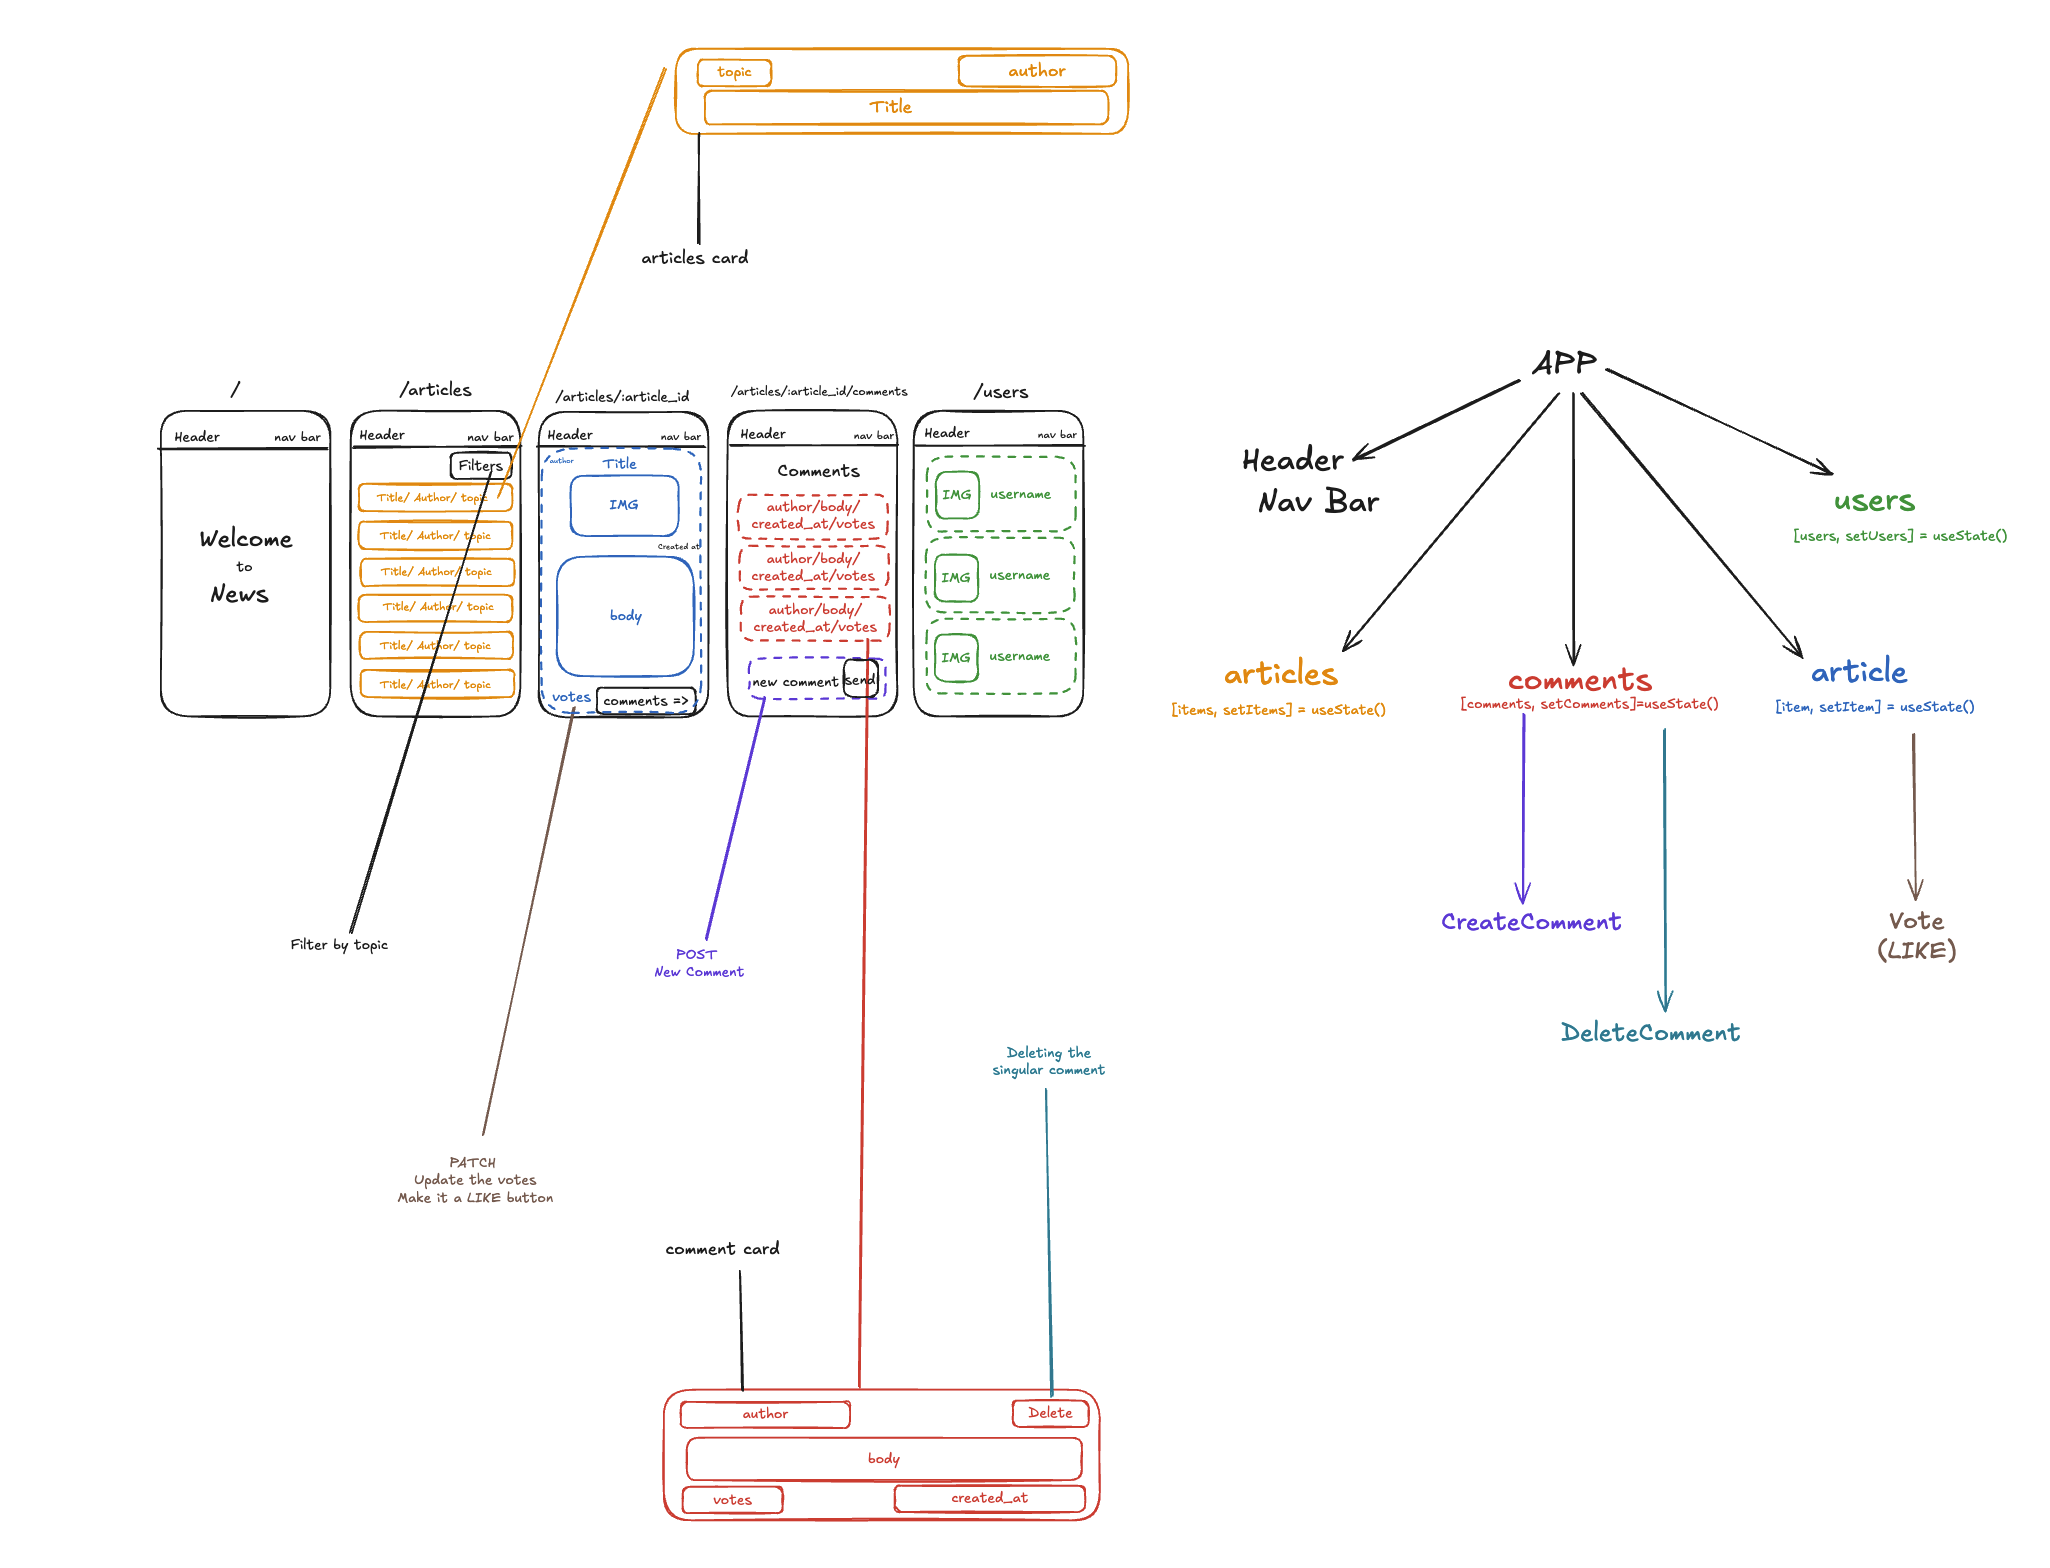 topic
author
Title
articles card
/
Header
nav bar
Welcome
to
News
/articles
Header
nav bar
Filters
Title/ Author/ topic
Title/ Author/ topic
Title/ Author/ topic
Title/ Author/ topic
Title/ Author/ topic
Title/ Author/ topic
Filter by topic
/articles/:article_id
Header
nav bar
author
Title
IMG
Created at
body
votes
comments =>
PATCH
Update the votes
Make it a LIKE button
/articles/:article_id/comments
Header
nav bar
Comments
author/body/
created_at/votes
author/body/
created_at/votes
author/body/
created_at/votes
new comment
send
POST
New Comment
/users
Header
nav bar
IMG
username
IMG
username
IMG
username
Deleting the
singular comment
comment card
author
Delete
body
votes
created_at
APP
Header
Nav Bar
users
[users, setUsers] = useState()
articles
[items, setItems] = useState()
comments
[comments, setComments]=useState()
article
[item, setItem] = useState()
CreateComment
DeleteComment
Vote
(LIKE)